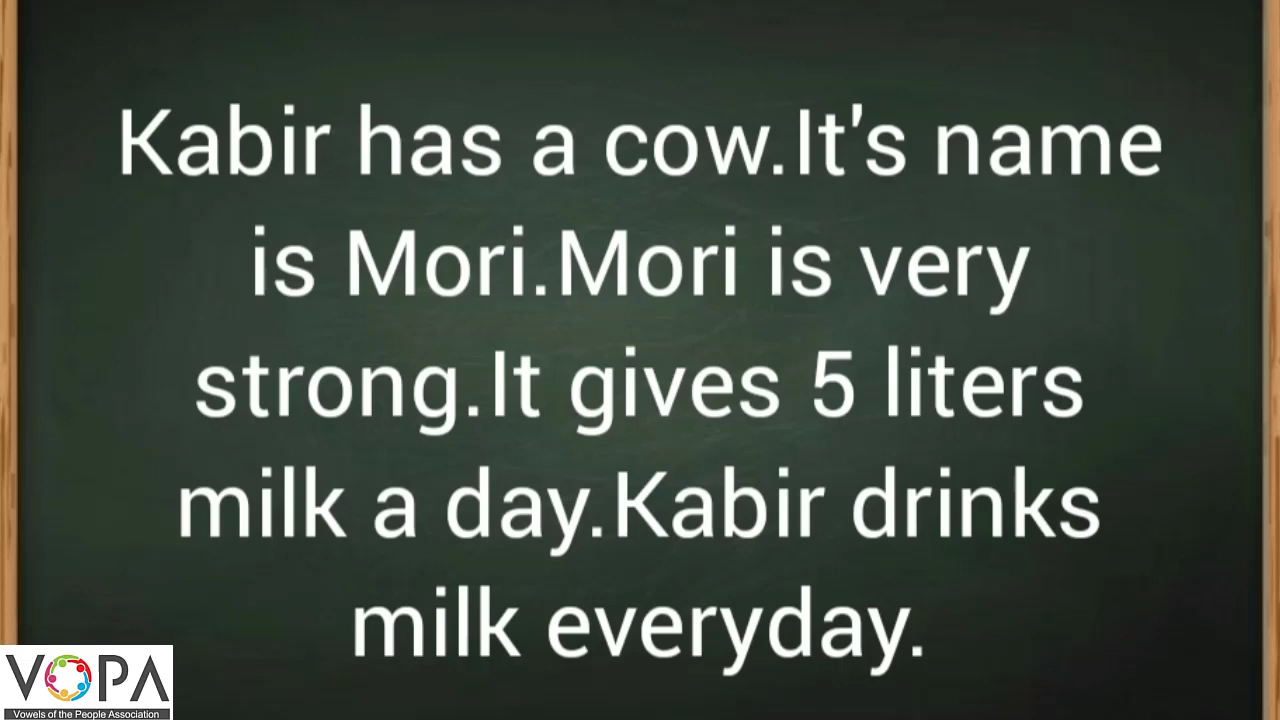 Kabir has a cow.It's name
is Mori.Mori is very
strong.It gives 5 liters
milk a day.Kabir drinks
milk everyday.
VOPA
Vowels of the People Association